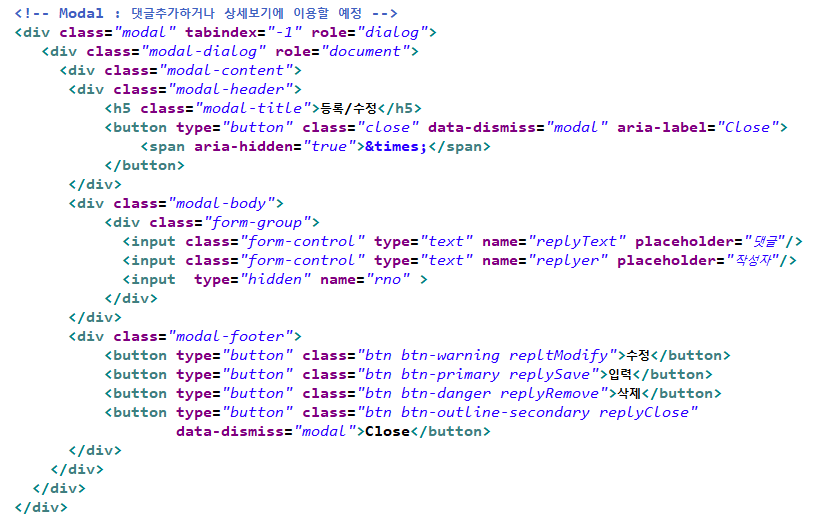 <!-- Modal : 댓글추가하거나 상세보기에 이용할 예정 -->
<div class="modal" tabindex="-1" role="dialog">
<div class="modal-dialog" role="document">
<div class="modal-content">
<div class="modal-header">
<h5 class="modal-title">등록/수정</h5>
<button type="button" class="close" data-dismiss="modal" aria-label="Close">
<span aria-hidden="true">&times;</span>
</button>
</div>
<div class="modal-body">
<div class="form-group">
<input class="form-control" type="text" name="replyText" placeholder="댓글"/>
<input class="form-control" type="text" name="replyer" placeholder="작성자"/>
<input  type="hidden" name="rno" >
</div>
</div>
<div class="modal-footer">
<button type="button" class="btn btn-warning repltModify">수정</button>
<button type="button" class="btn btn-primary replySave">입력</button>
<button type="button" class="btn btn-danger replyRemove">삭제</button>
<button type="button" class="btn btn-outline-secondary replyClose"
data-dismiss="modal">Close</button>
</div>
</div>
</div>
</div>